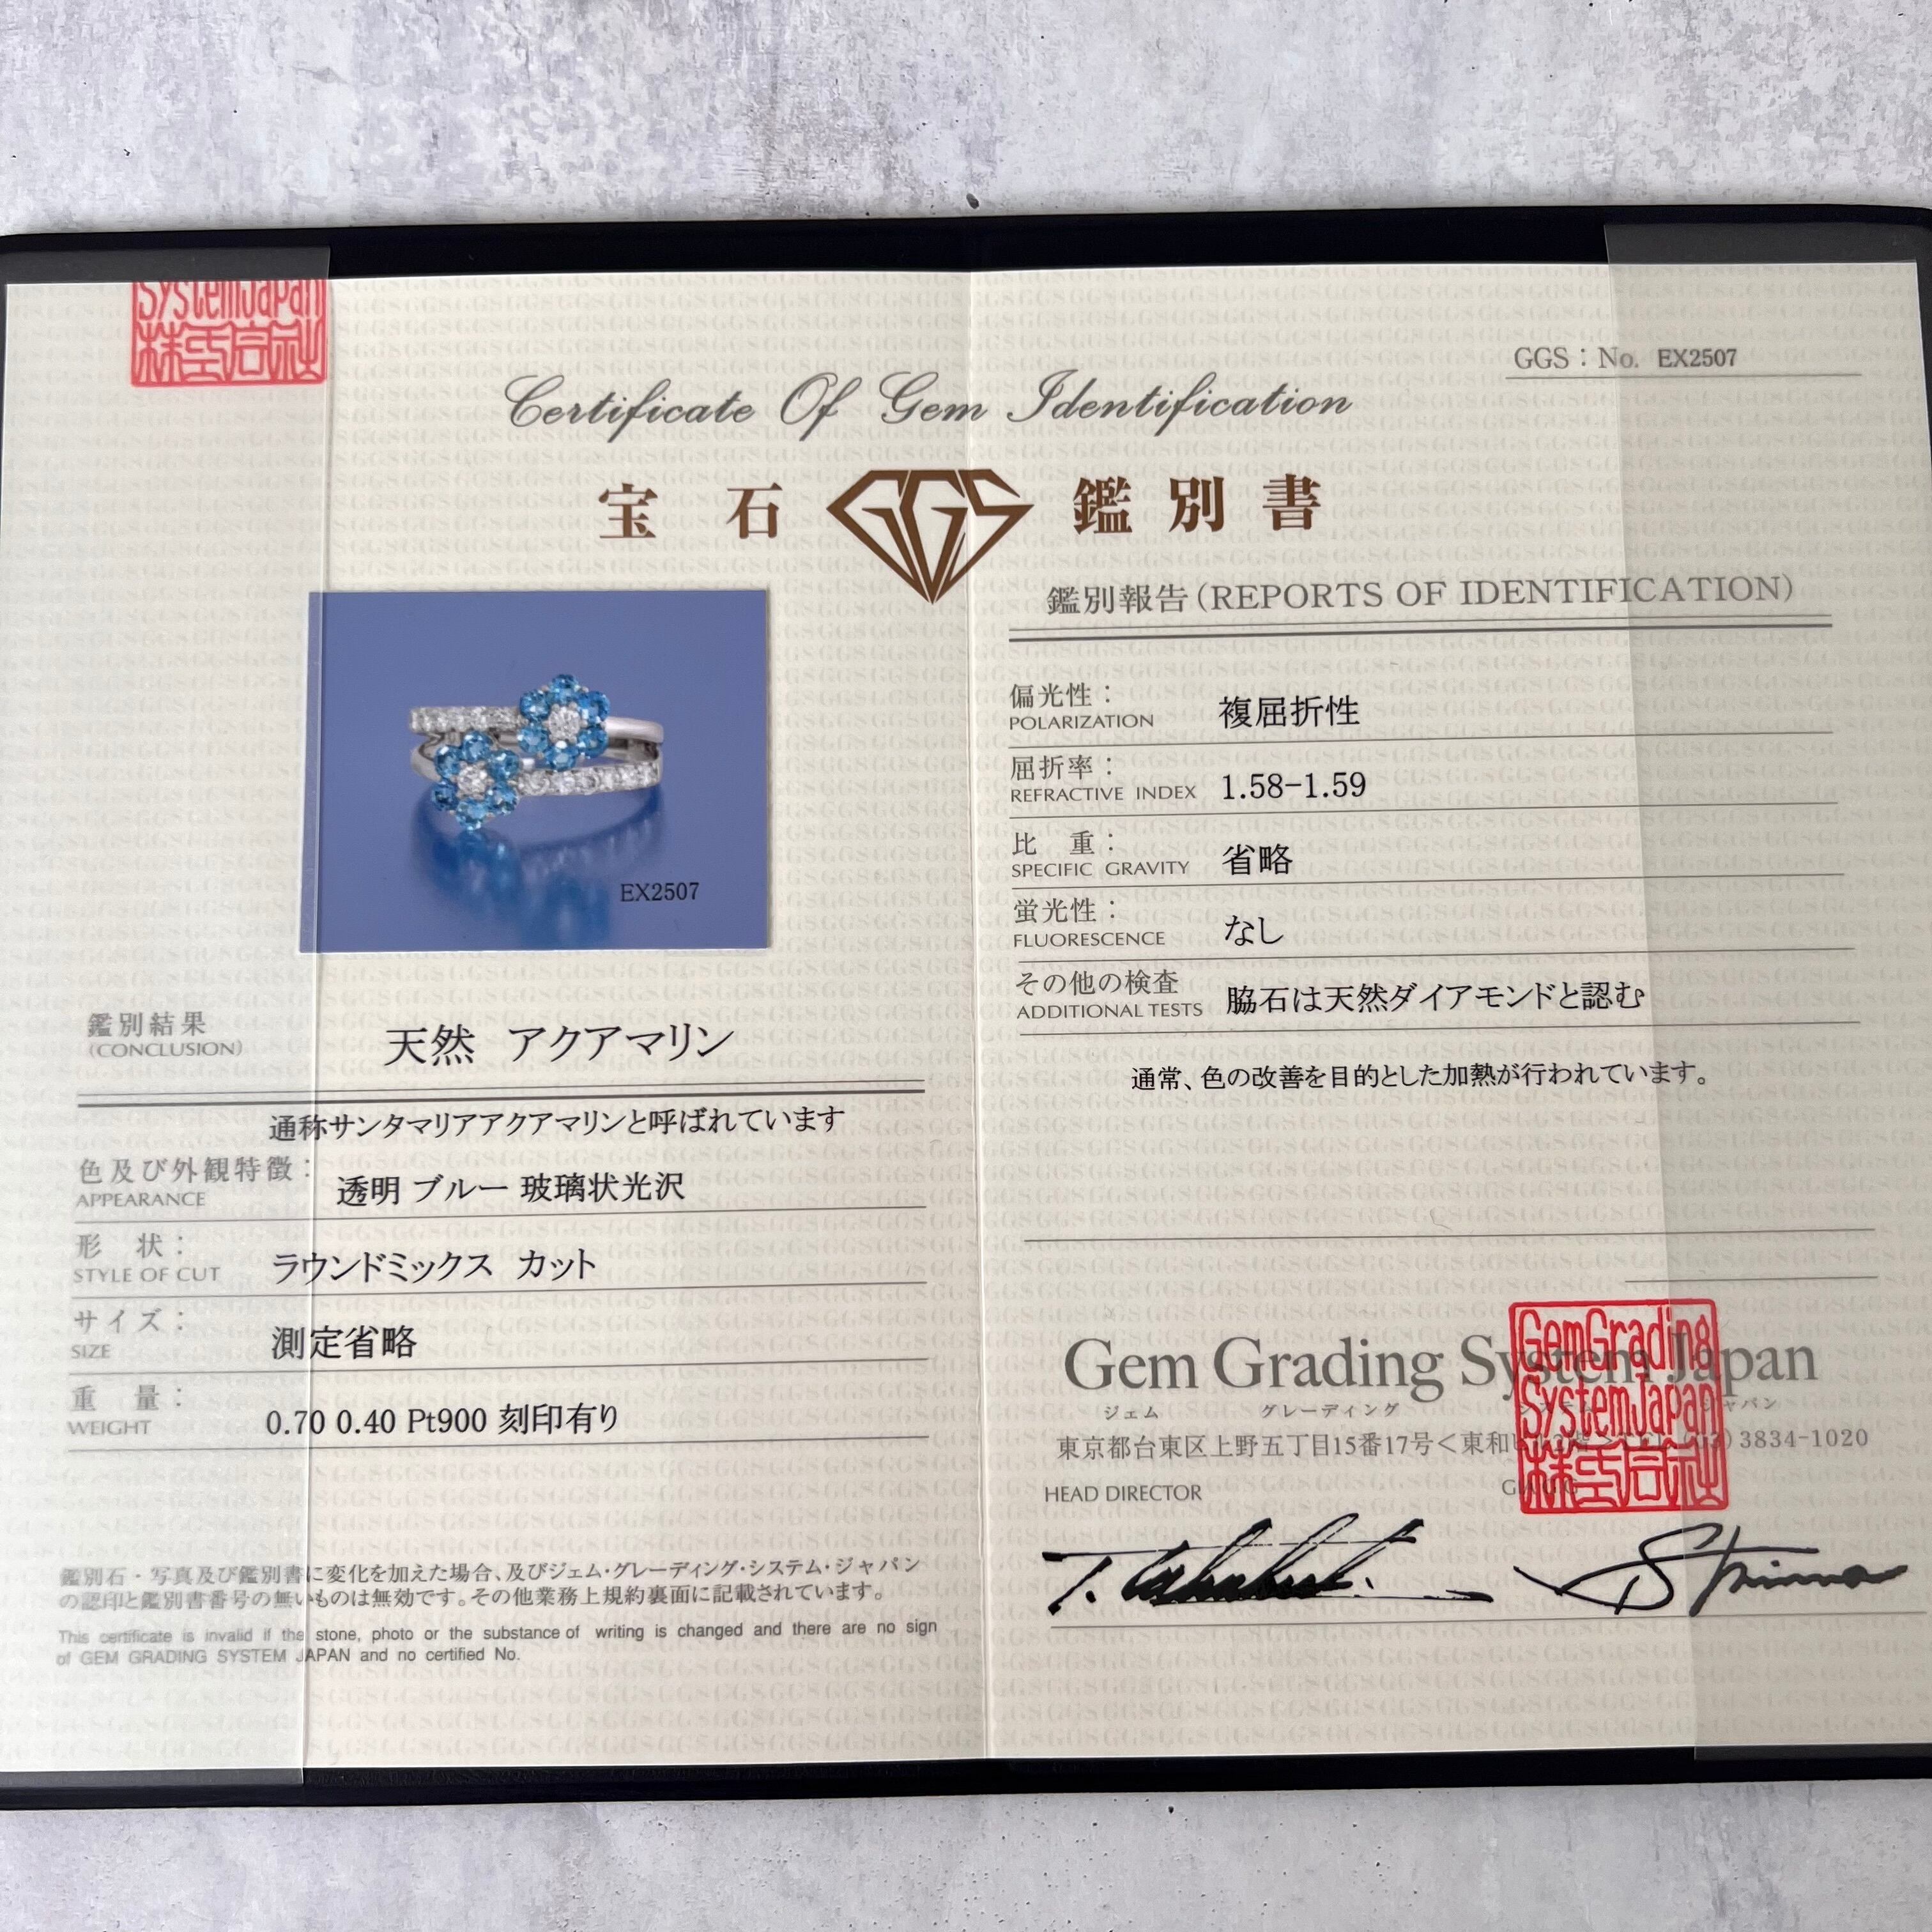 SystemJapan
株式会社
GGS：No. EX2507
Certificate Of Gem Identification
宝石 GGS 鑑別書
EX2507
鑑別結果
(CONCLUSION)
天然 アクアマリン
通称サンタマリアアクアマリンと呼ばれています
色及び外観特徴：
APPEARANCE
透明 ブルー 玻璃状光沢
形 状：
STYLE OF CUT
ラウンドミックス カット
サイズ：
SIZE
測定省略
重 量：
WEIGHT
0.70 0.40 Pt900 刻印有り
鑑別石・写真及び鑑別書に変化を加えた場合、及びジェム・グレーディング・システム・ジャパン
の認印と鑑別書番号の無いものは無効です。その他業務上規約裏面に記載されています。
This certificate is invalid if the stone, photo or the substance of writing is changed and there are no sign
of GEM GRADING SYSTEM JAPAN and no certified No.
鑑別報告（REPORTS OF IDENTIFICATION）
偏光性：
POLARIZATION
複屈折性
屈折率：
REFRACTIVE INDEX
1.58-1.59
比 重：
SPECIFIC GRAVITY
省略
蛍光性：
FLUORESCENCE
なし
その他の検査
ADDITIONAL TESTS
脇石は天然ダイアモンドと認む
通常、色の改善を目的とした加熱が行われています。
Gem Grading System Japan
ジェム グレーディング システム ジャパン
東京都台東区上野五丁目15番17号＜東和 3834-1020
HEAD DIRECTOR
GemGrading
SystemJapan
株式会社